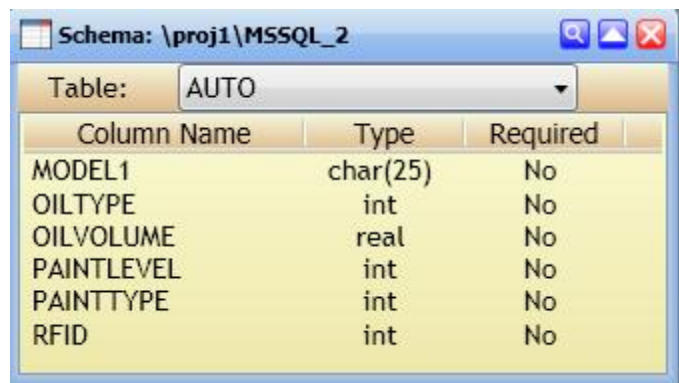 Schema: \proj1\MSSQL_2
Table: AUTO
Column Name Type Required
MODEL1 char(25) No
OILTYPE int No
OILVOLUME real No
PAINTLEVEL int No
PAINTTYPE int No
RFID int No